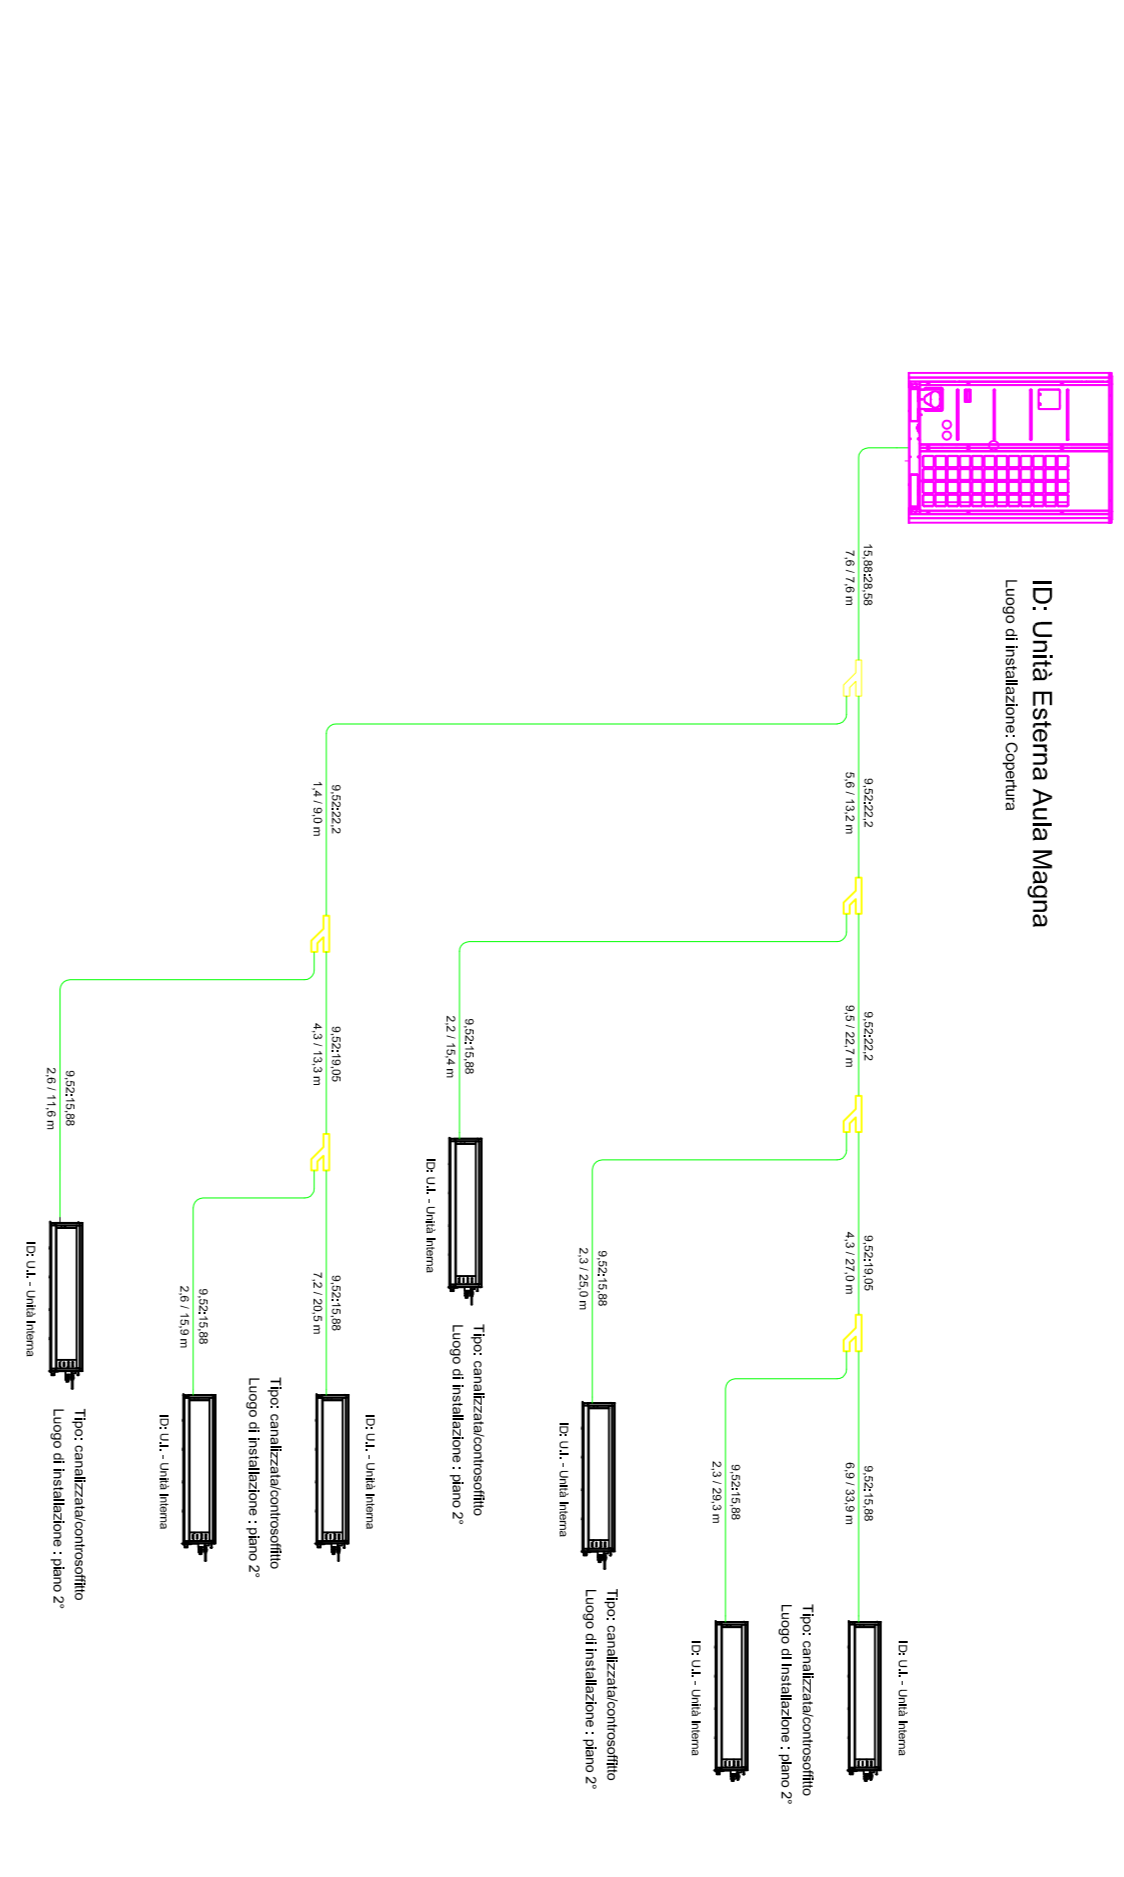 ID: Unità Esterna Aula Magna
Luogo di installazione: Copertura
15,88:28,58
7,6 / 7,6 m
9,52:22,2
5,6 / 13,2 m
9,52:22,2
9,5 / 22,7 m
9,52:19,05
4,3 / 27,0 m
9,52:15,88
6,9 / 33,9 m
ID: U.I. - Unità Interna
Tipo: canalizzata/controsoffitto
Luogo di installazione : piano 2°
9,52:15,88
2,3 / 29,3 m
ID: U.I. - Unità Interna
9,52:15,88
2,3 / 25,0 m
Tipo: canalizzata/controsoffitto
Luogo di installazione : piano 2°
ID: U.I. - Unità Interna
9,52:15,88
2,2 / 15,4 m
Tipo: canalizzata/controsoffitto
Luogo di installazione : piano 2°
ID: U.I. - Unità Interna
9,52:22,2
1,4 / 9,0 m
9,52:19,05
4,3 / 13,3 m
9,52:15,88
7,2 / 20,5 m
ID: U.I. - Unità Interna
Tipo: canalizzata/controsoffitto
Luogo di installazione : piano 2°
9,52:15,88
2,6 / 15,9 m
ID: U.I. - Unità Interna
9,52:15,88
2,6 / 11,6 m
Tipo: canalizzata/controsoffitto
Luogo di installazione : piano 2°
ID: U.I. - Unità Interna